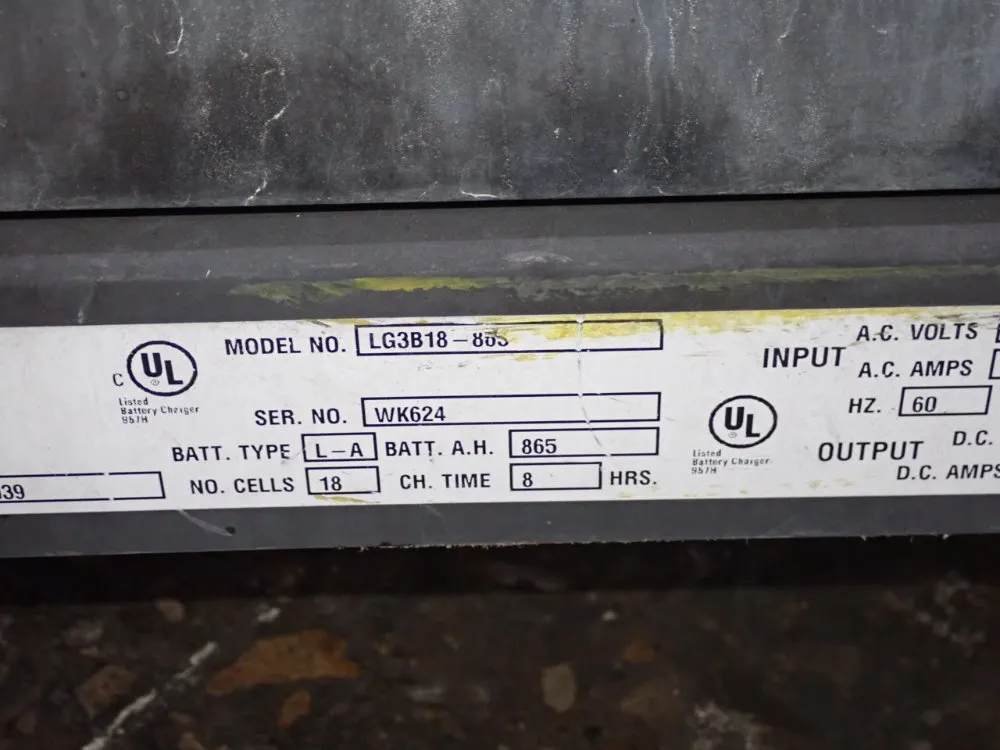 MODEL NO. LG3B18-865
C UL
Listed
Battery Charger
957H
SER. NO. WK624
BATT. TYPE L-A BATT. A.H. 865
NO. CELLS 18 CH. TIME 8 HRS.
39
UL
Listed
Battery Charger
957H
INPUT
A.C. VOLTS
A.C. AMPS
HZ. 60
OUTPUT
D.C.
D.C. AMPS